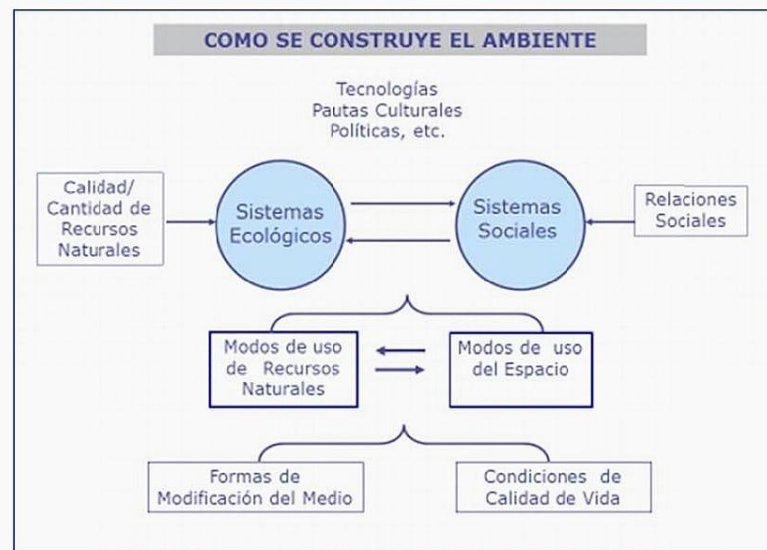 COMO SE CONSTRUYE EL AMBIENTE
Tecnologías
Pautas Culturales
Políticas, etc.
Calidad/
Cantidad de
Recursos
Naturales
Sistemas
Ecológicos
Sistemas
Sociales
Relaciones
Sociales
Modos de uso
de Recursos
Naturales
Modos de uso
del Espacio
Formas de
Modificación del Medio
Condiciones de
Calidad de Vida